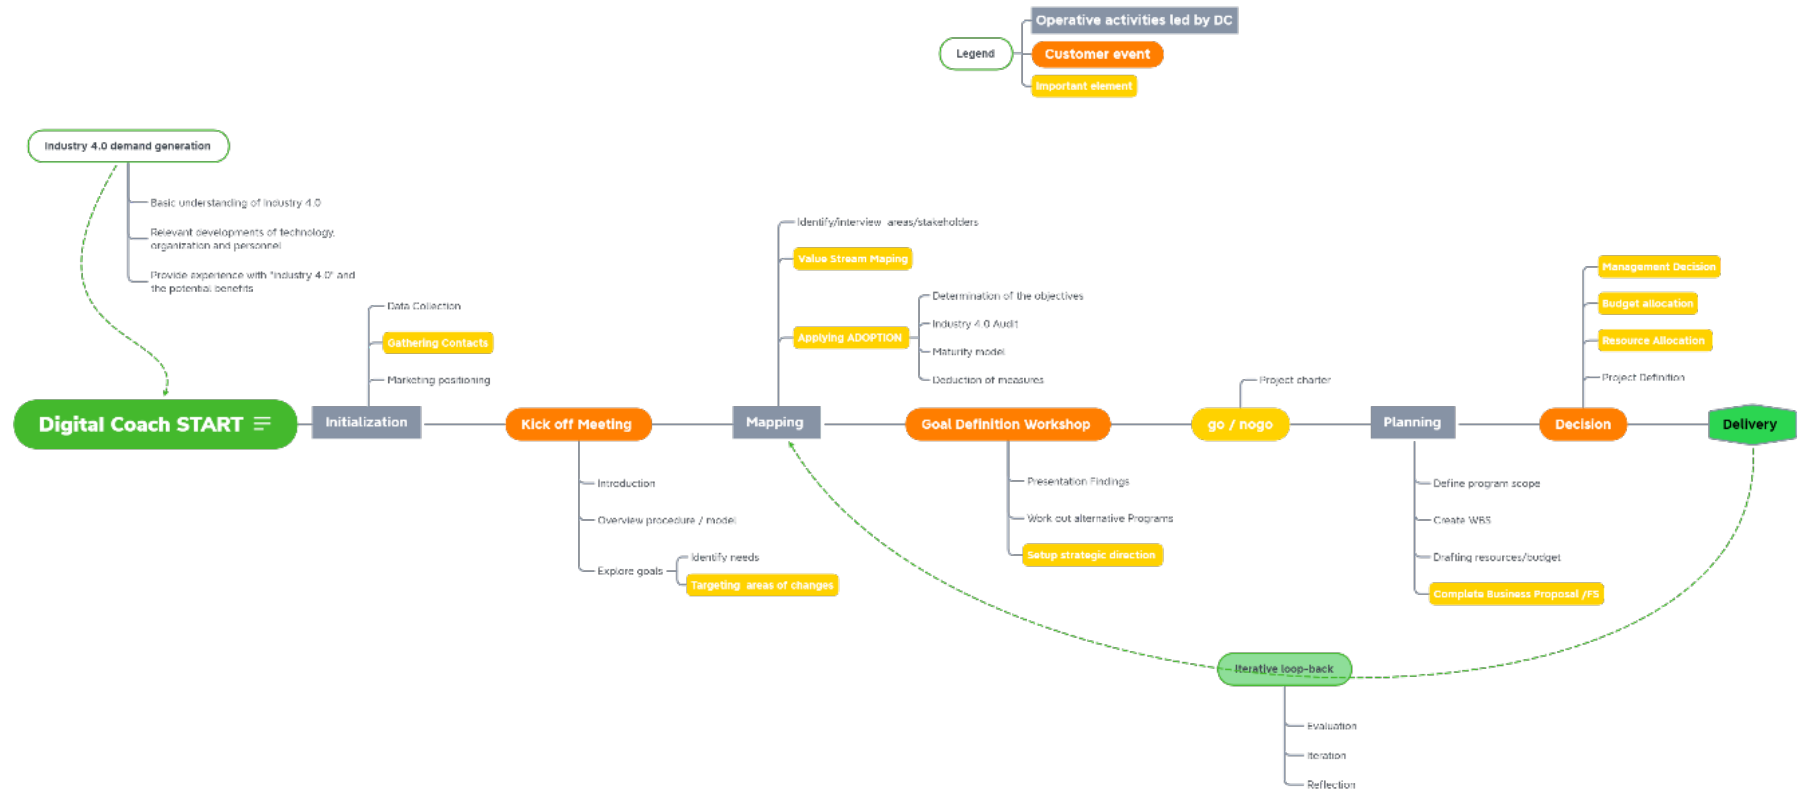 Operative activities led by DC
Legend
Customer event
Important element
Industry 4.0 demand generation
Basic understanding of Industry 4.0
Relevant developments of technology,
organization and personnel
Provide experience with "Industry 4.0" and
the potential benefits
Data Collection
Gathering Contacts
Marketing positioning
Identify/interview areas/stakeholders
Value Stream Maping
Applying ADOPTION
Determination of the objectives
Industry 4.0 Audit
Maturity model
Deduction of measures
Project charter
Management Decision
Budget allocation
Resource Allocation
Project Definition
Digital Coach START
Initialization
Kick off Meeting
Mapping
Goal Definition Workshop
go / nogo
Planning
Decision
Delivery
Introduction
Overview procedure / model
Explore goals
Identify needs
Targeting areas of changes
Presentation Findings
Work out alternative Programs
Setup strategic direction
Define program scope
Create WBS
Drafting resources/budget
Complete Business Proposal /FS
Iterative loop-back
Evaluation
Iteration
Reflection